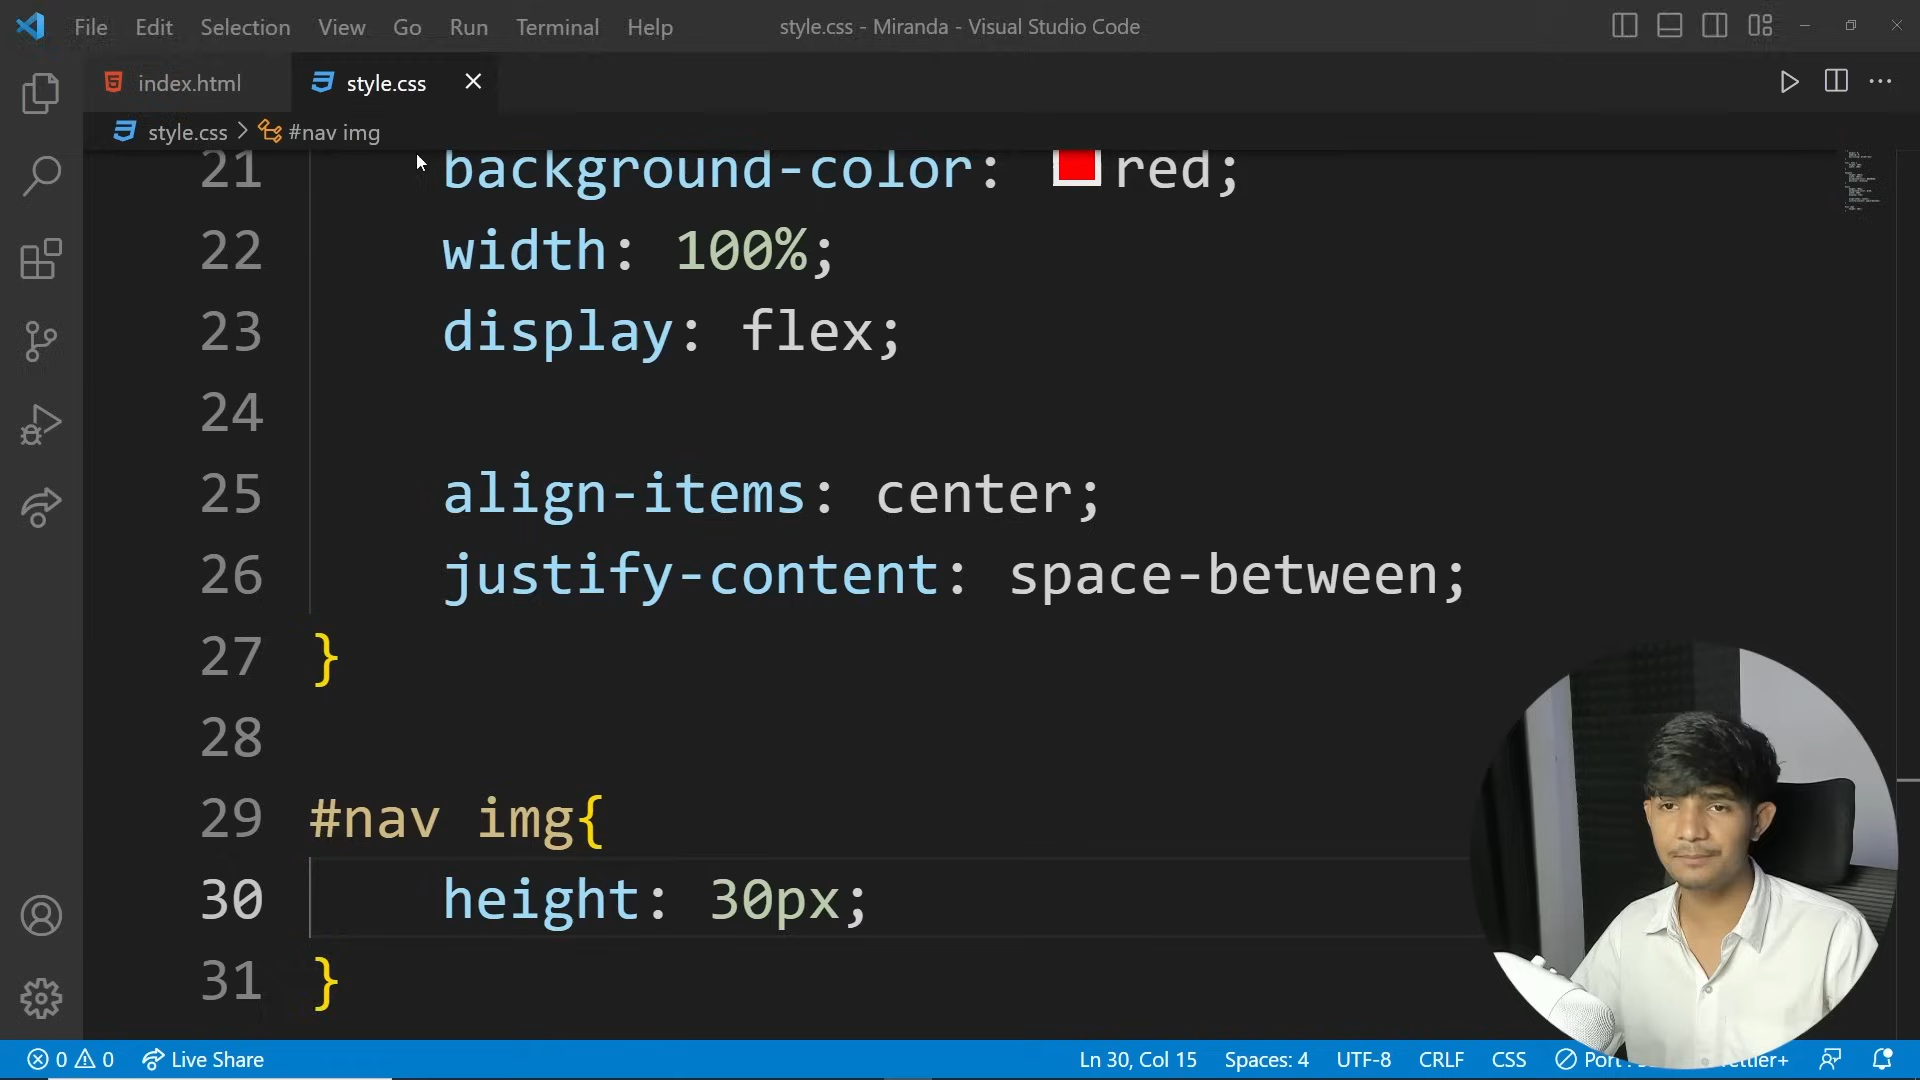 File Edit Selection View Go Run Terminal Help style.css - Miranda - Visual Studio Code
index.html style.css
style.css > #nav img
21 background-color: red;
22 width: 100%;
23 display: flex;
24
25 align-items: center;
26 justify-content: space-between;
27 }
28
29 #nav img{
30 height: 30px;
31 }
0 0 Live Share Ln 30, Col 15 Spaces: 4 UTF-8 CRLF CSS